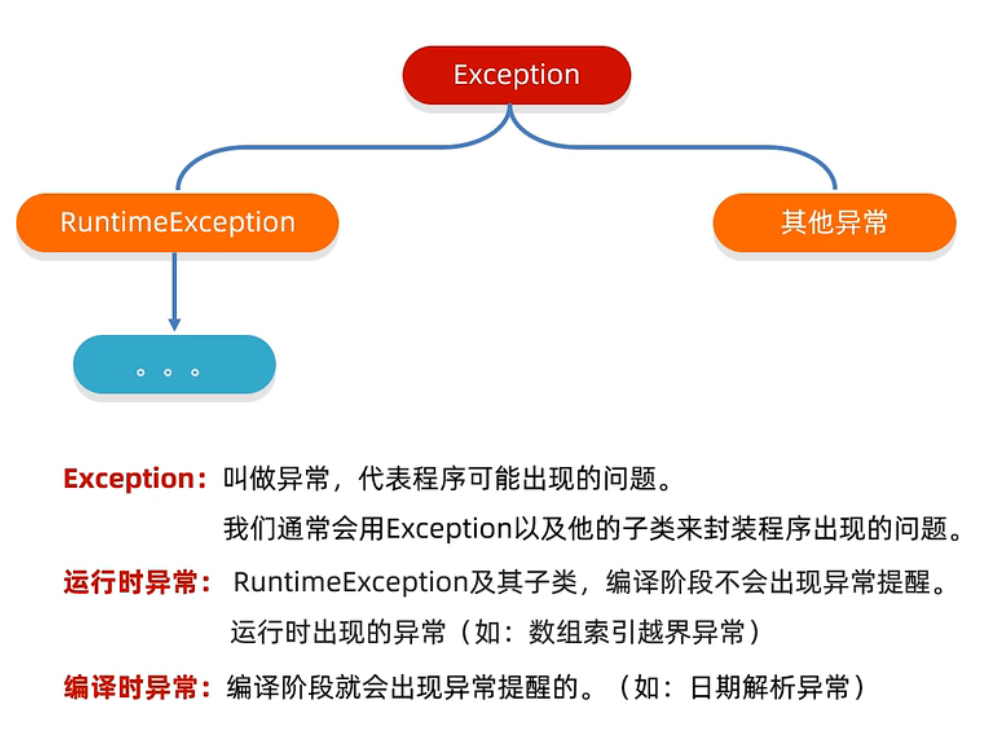 Exception
RuntimeException
其他异常
。。。
Exception：叫做异常，代表程序可能出现的问题。
我们通常会用Exception以及他的子类来封装程序出现的问题。
运行时异常：RuntimeException及其子类，编译阶段不会出现异常提醒。
运行时出现的异常（如：数组索引越界异常）
编译时异常：编译阶段就会出现异常提醒的。（如：日期解析异常）